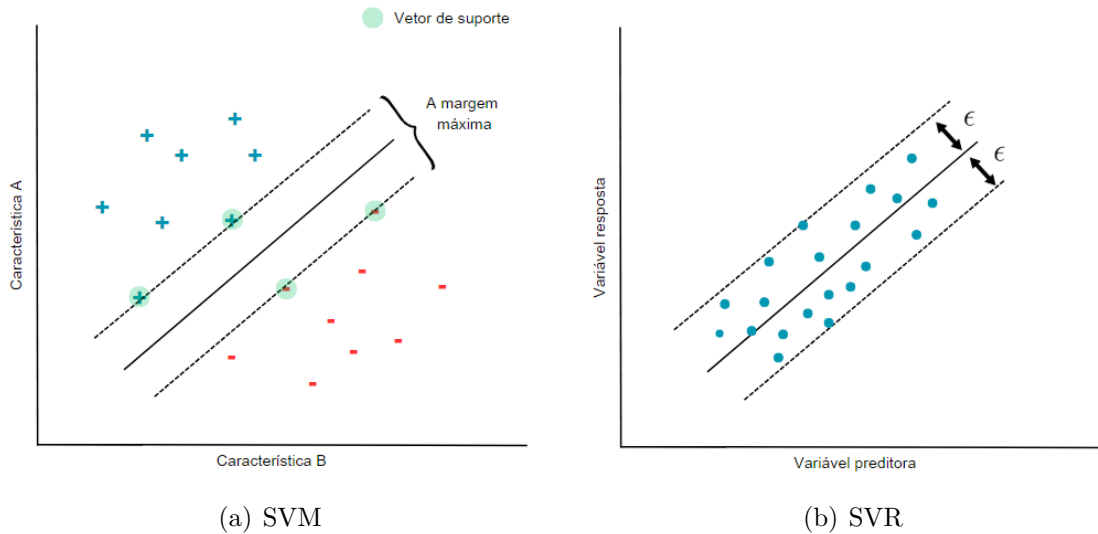 Vetor de suporte
A margem
máxima
Característica A
Característica B
(a) SVM
ϵ
ϵ
Variável resposta
Variável preditora
(b) SVR